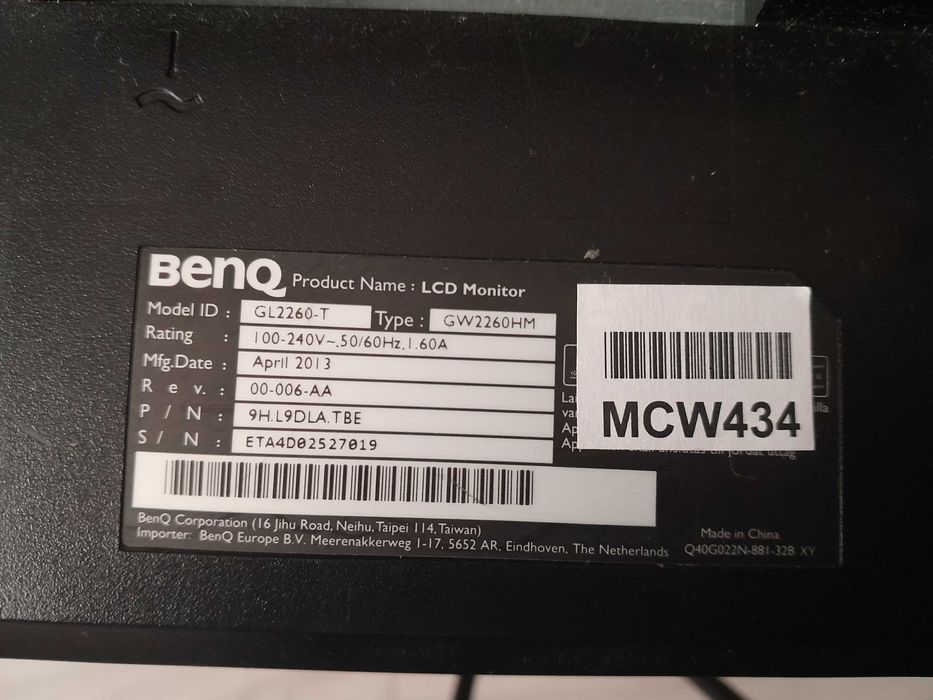 BenQ Product Name : LCD Monitor
Model ID : GL2260-T Type : GW2260HM
Rating : 100-240V~,50/60Hz,1.60A
Mfg.Date : April 2013
Rev. : 00-006-AA
P/N : 9H.L9DLA.TBE
S/N : ETA4D02527019
MCW434
BenQ Corporation (16 Jihu Road, Neihu, Taipei 114, Taiwan)
Importer: BenQ Europe B.V. Meerenakkerweg 1-17, 5652 AR, Eindhoven, The Netherlands
Made in China
Q40G022N-881-32B XY